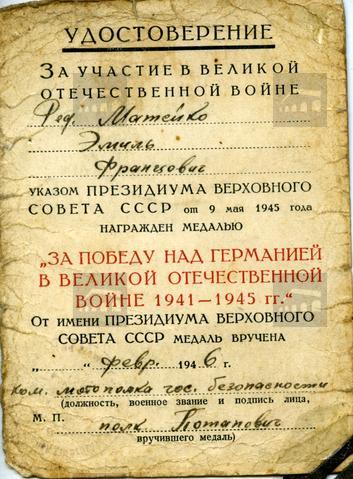 УДОСТОВЕРЕНИЕ
ЗА УЧАСТИЕ В ВЕЛИКОЙ
ОТЕЧЕСТВЕННОЙ ВОЙНЕ
Ряд. Матейко
Эмиль
Францович
УКАЗОМ ПРЕЗИДИУМА ВЕРХОВНОГО
СОВЕТА СССР от 9 мая 1945 года
НАГРАЖДЕН МЕДАЛЬЮ
„ЗА ПОБЕДУ НАД ГЕРМАНИЕЙ
В ВЕЛИКОЙ ОТЕЧЕСТВЕННОЙ
ВОЙНЕ 1941—1945 гг.“
От имени ПРЕЗИДИУМА ВЕРХОВНОГО
СОВЕТА СССР МЕДАЛЬ ВРУЧЕНА
„ “ февр. 1946 г.
Ком. мотополка гос. безопасности
(должность, военное звание и подпись лица,
М. П.
полк Потапович
вручившего медаль)